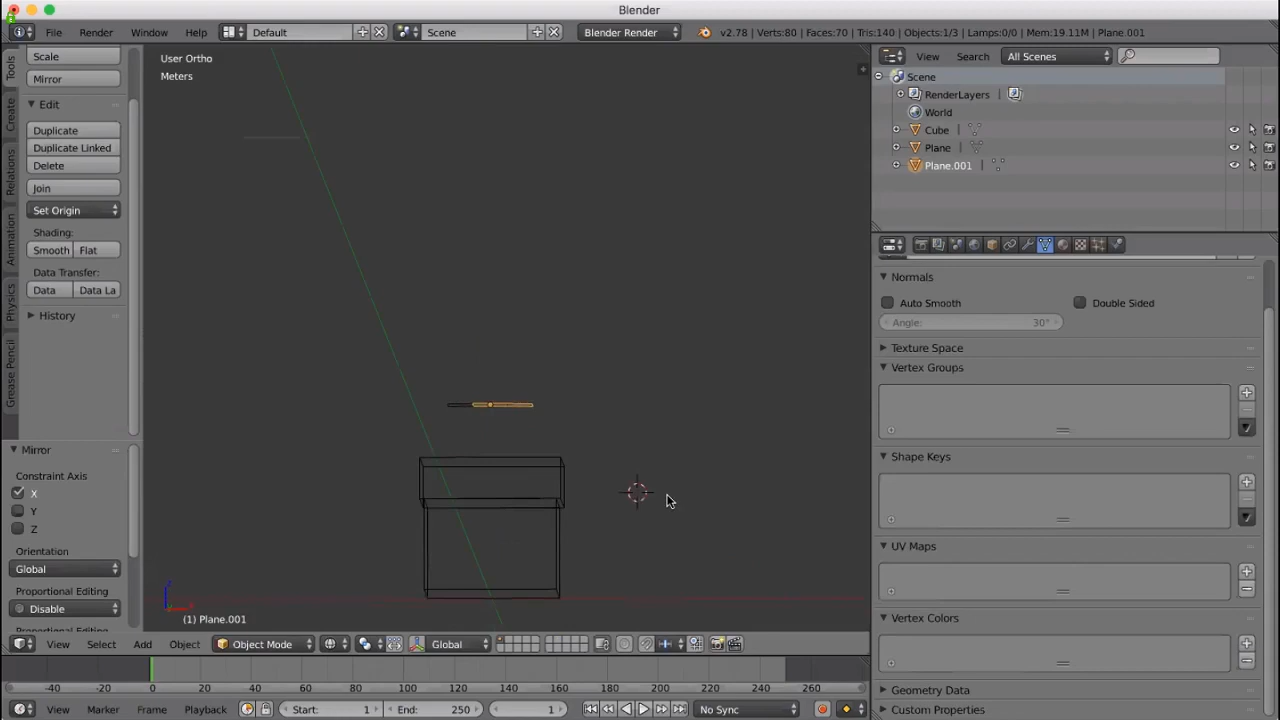 Blender
File Render Window Help Default Scene Blender Render v2.78 | Verts:80 | Faces:70 | Tris:140 | Objects:1/3 | Lamps:0/0 | Mem:19.11M | Plane.001
View Search All Scenes
Scene
RenderLayers
World
Cube
Plane
Plane.001
Tools
Create
Relations
Animation
Physics
Grease Pencil
Scale
Mirror
Edit
Duplicate
Duplicate Linked
Delete
Join
Set Origin
Shading:
Smooth Flat
Data Transfer:
Data Data La
History
Mirror
Constraint Axis
X
Y
Z
Orientation
Global
Proportional Editing
Disable
User Ortho
Meters
(1) Plane.001
View Select Add Object Object Mode Global
Normals
Auto Smooth Double Sided
Angle: 30°
Texture Space
Vertex Groups
Shape Keys
UV Maps
Vertex Colors
Geometry Data
Custom Properties
-40 -20 0 20 40 60 80 100 120 140 160 180 200 220 240 260
View Marker Frame Playback Start: 1 End: 250 1 No Sync